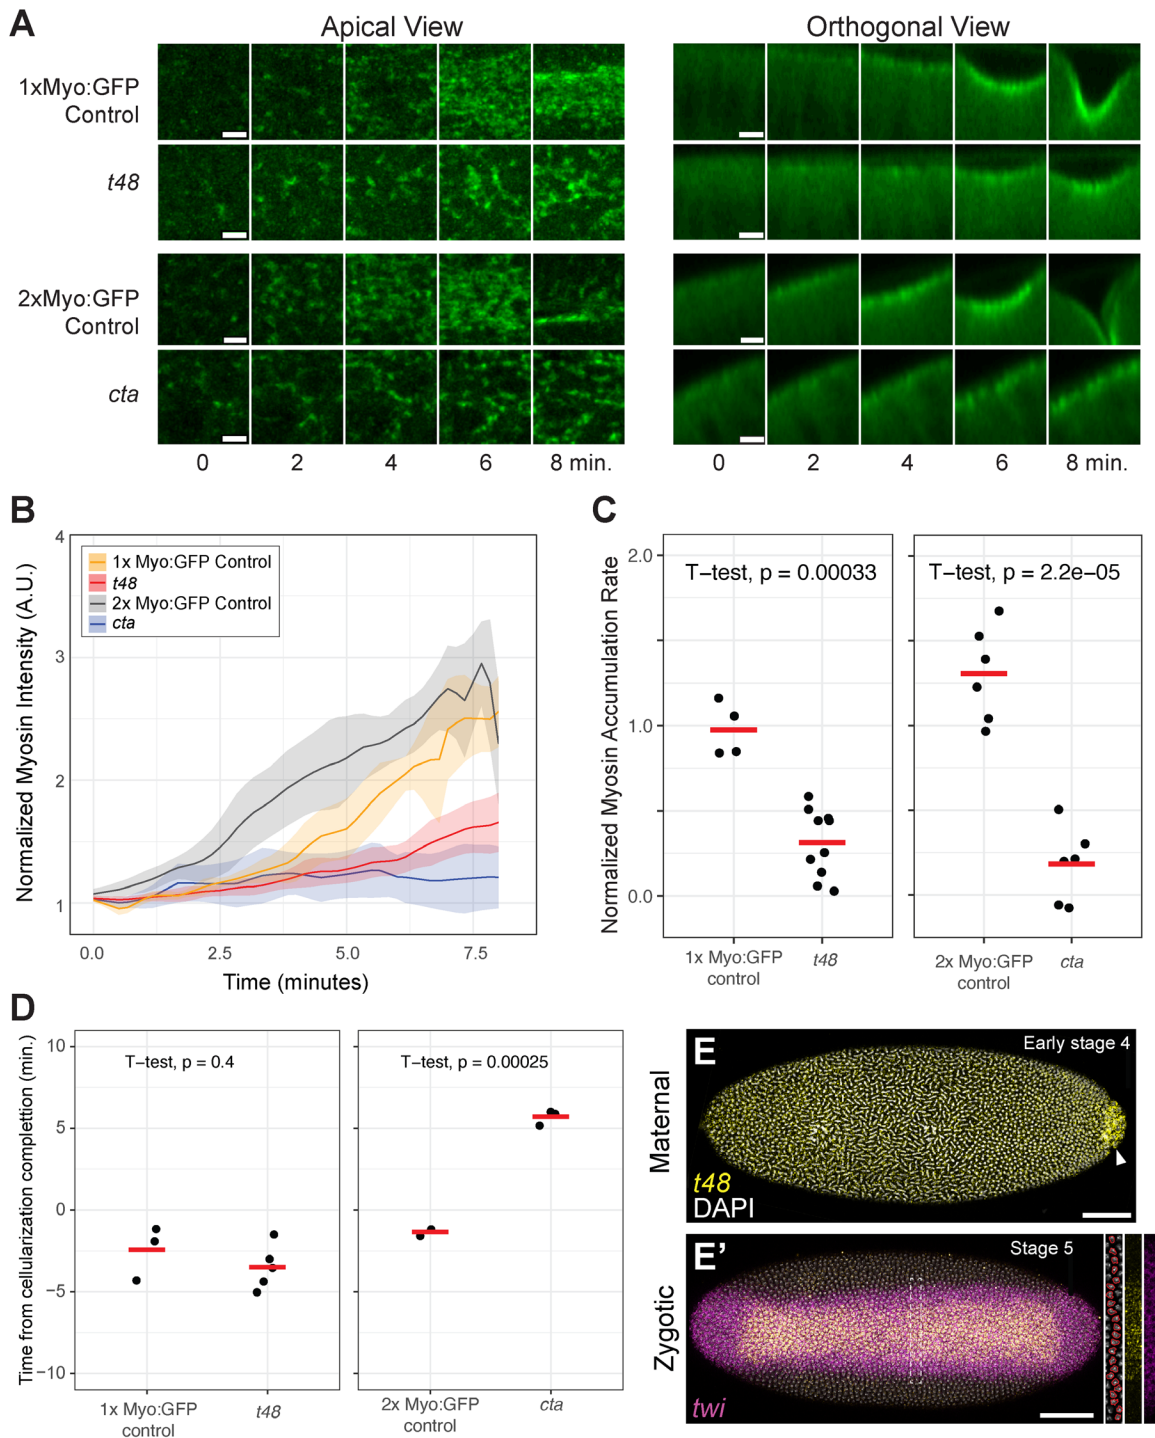 A
Apical View
Orthogonal View
1xMyo:GFP
Control
t48
2xMyo:GFP
Control
cta
0 2 4 6 8 min.
0 2 4 6 8 min.
B
Normalized Myosin Intensity (A.U.)
4
3
2
1
1x Myo:GFP Control
t48
2x Myo:GFP Control
cta
0.0 2.5 5.0 7.5
Time (minutes)
C
Normalized Myosin Accumulation Rate
2.0
1.0
0.0
T−test, p = 0.00033
T−test, p = 2.2e−05
1x Myo:GFP
control
t48
2x Myo:GFP
control
cta
D
Time from cellularization completion (min.)
10
5
0
−5
−10
T−test, p = 0.4
T−test, p = 0.00025
1x Myo:GFP
control
t48
2x Myo:GFP
control
cta
Maternal
E
Early stage 4
t48
DAPI
Zygotic
E’
Stage 5
twi